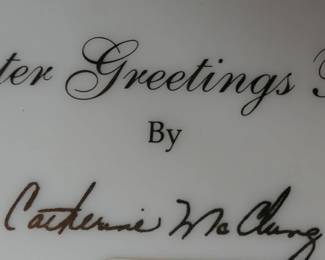 ter Greetings
By
Catherine McClung